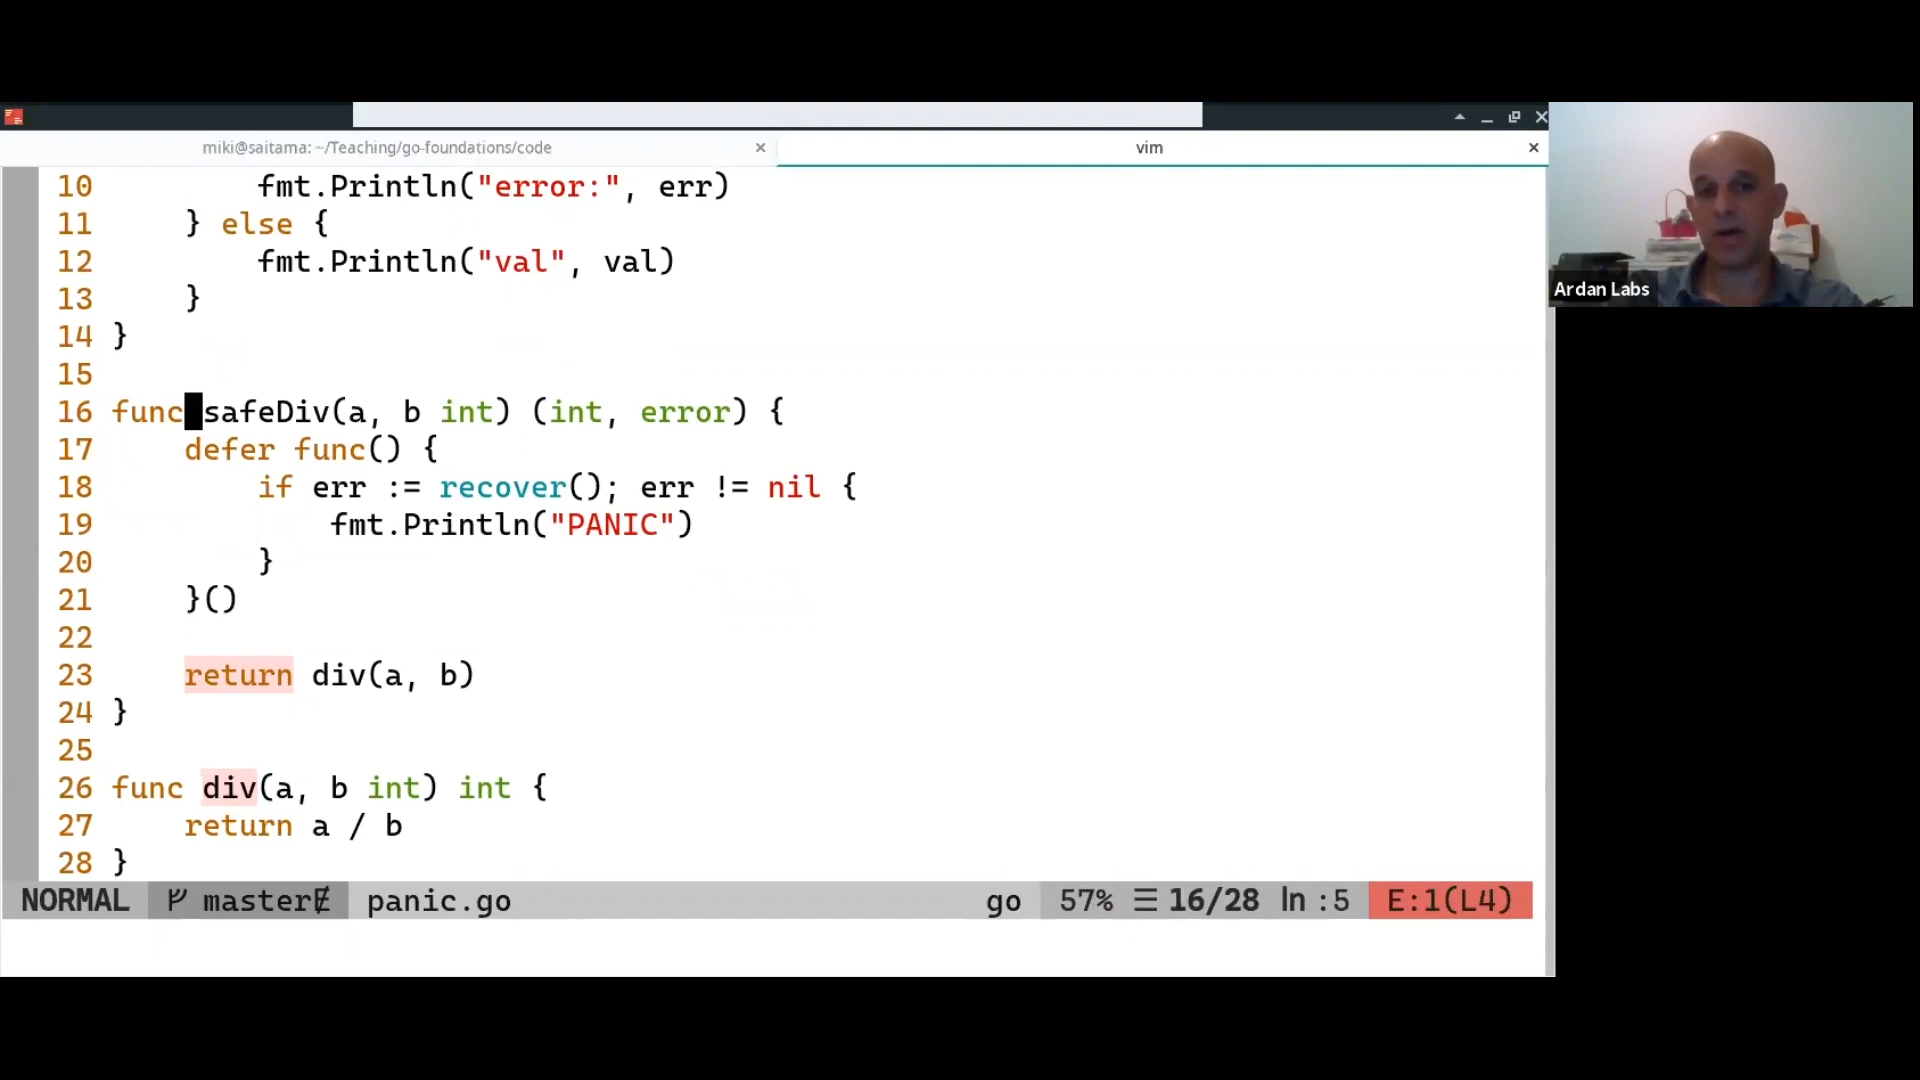 miki@saitama: ~/Teaching/go-foundations/code
vim
10 fmt.Println("error:", err)
11 } else {
12 fmt.Println("val", val)
13 }
14 }
15
16 func safeDiv(a, b int) (int, error) {
17 defer func() {
18 if err := recover(); err != nil {
19 fmt.Println("PANIC")
20 }
21 }()
22
23 return div(a, b)
24 }
25
26 func div(a, b int) int {
27 return a / b
28 }
NORMAL master panic.go go 57% ☰ 16/28 ln :5 E:1(L4)
Ardan Labs